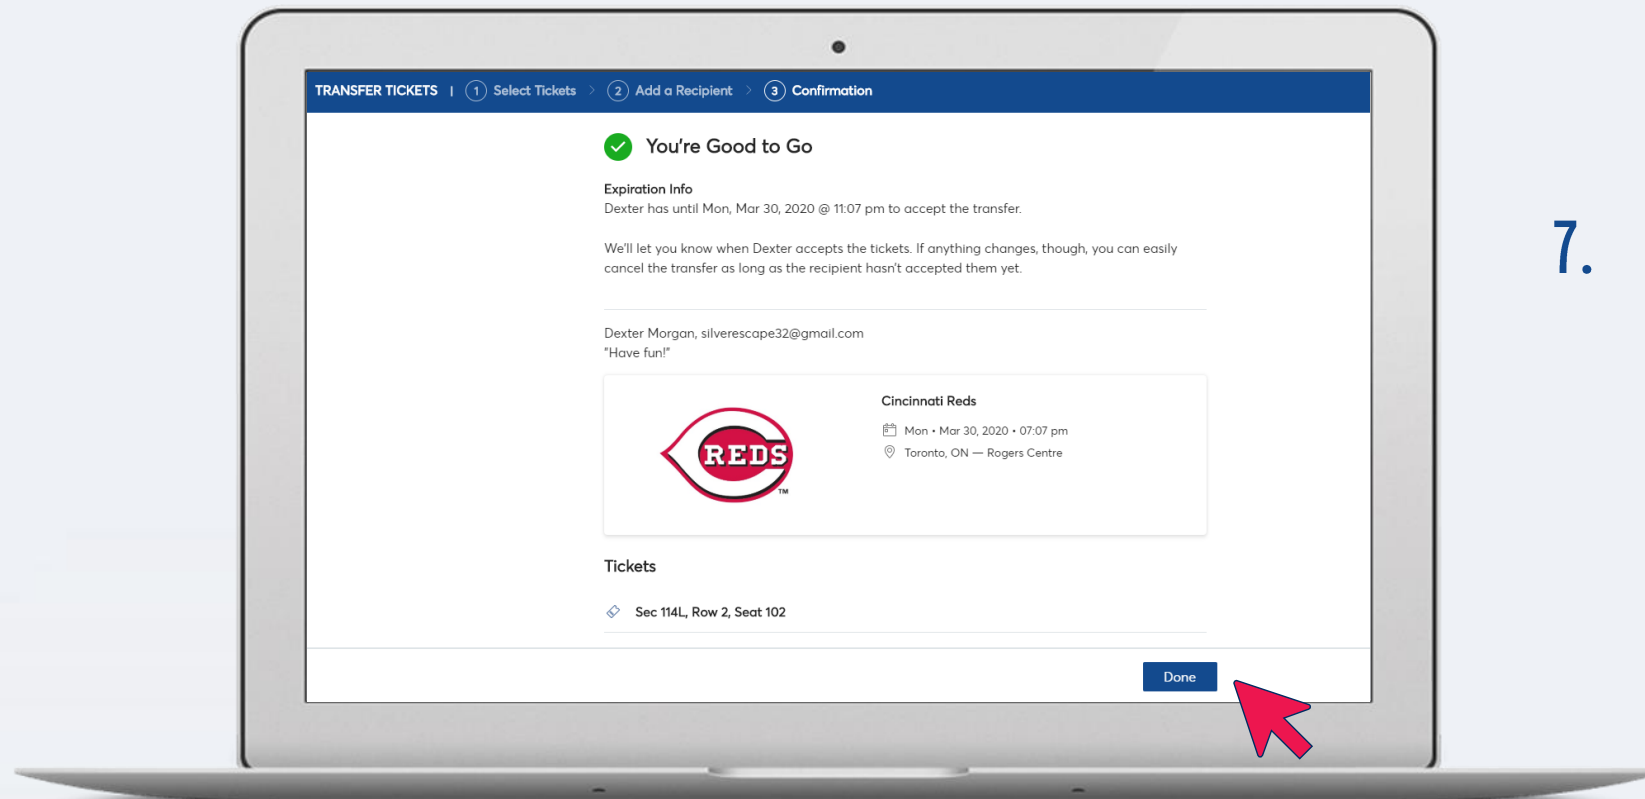 TRANSFER TICKETS | 1 Select Tickets > 2 Add a Recipient > 3 Confirmation
You're Good to Go
Expiration Info
Dexter has until Mon, Mar 30, 2020 @ 11:07 pm to accept the transfer.
We'll let you know when Dexter accepts the tickets. If anything changes, though, you can easily
cancel the transfer as long as the recipient hasn't accepted them yet.
7.
Dexter Morgan, silverescape32@gmail.com
"Have fun!"
REDS
TM
Cincinnati Reds
Mon • Mar 30, 2020 • 07:07 pm
Toronto, ON — Rogers Centre
Tickets
Sec 114L, Row 2, Seat 102
Done